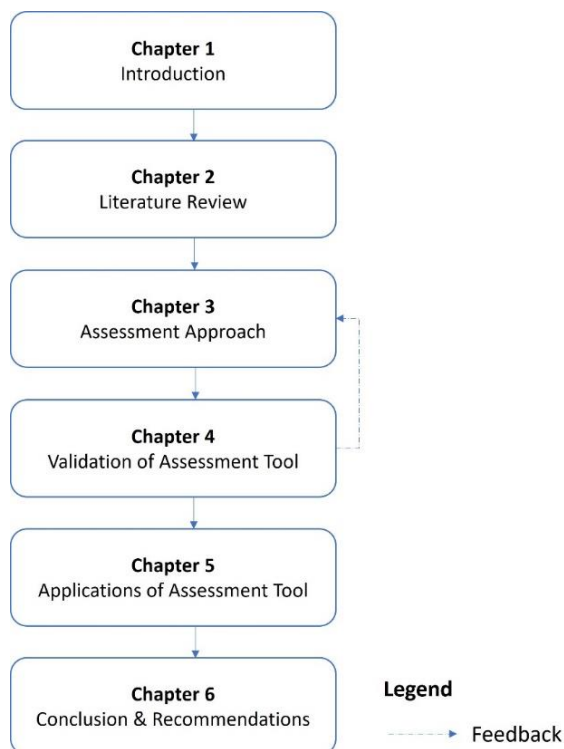 Chapter 1
Introduction
Chapter 2
Literature Review
Chapter 3
Assessment Approach
Chapter 4
Validation of Assessment Tool
Chapter 5
Applications of Assessment Tool
Chapter 6
Conclusion & Recommendations
Legend
Feedback